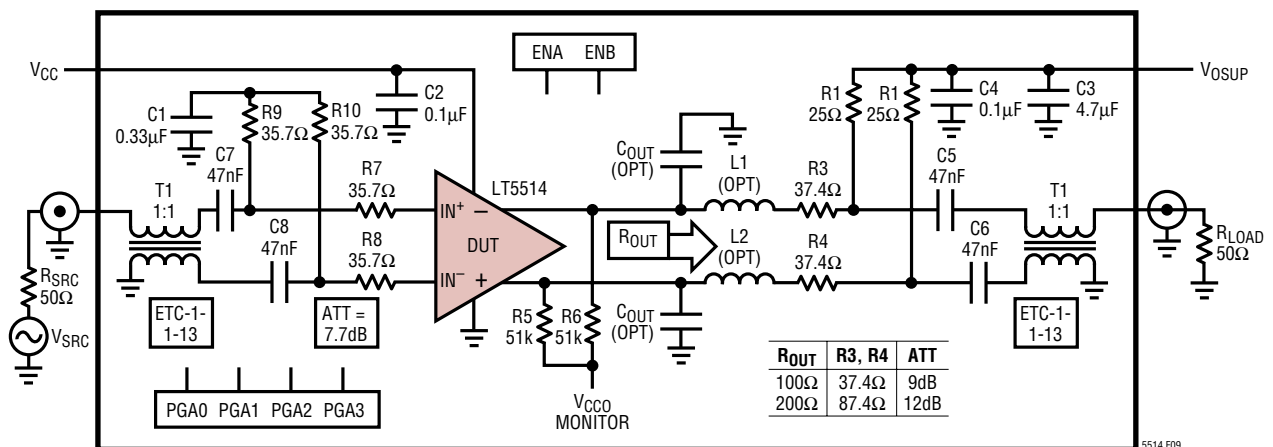 VCC
C1
0.33µF
C7
47nF
R9
35.7Ω
R10
35.7Ω
C2
0.1µF
ENA ENB
T1
1:1
C8
47nF
R7
35.7Ω
R8
35.7Ω
LT5514
IN+ −
DUT
IN− +
RSRC
50Ω
VSRC
ETC-1-
1-13
ATT =
7.7dB
PGA0 PGA1 PGA2 PGA3
R5
51k
R6
51k
VCCO
MONITOR
COUT
(OPT)
COUT
(OPT)
ROUT
L1
(OPT)
L2
(OPT)
R3
37.4Ω
R4
37.4Ω
R1
25Ω
R1
25Ω
C4
0.1µF
C3
4.7µF
VOSUP
C5
47nF
C6
47nF
T1
1:1
ETC-1-
1-13
RLOAD
50Ω
ROUT R3, R4 ATT
100Ω 37.4Ω 9dB
200Ω 87.4Ω 12dB
5514 F09